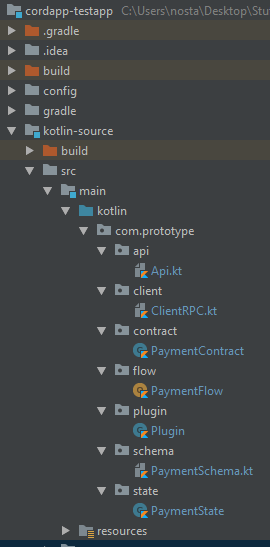 cordapp-testapp C:\Users\nosta\Desktop\Stu
.gradle
.idea
build
config
gradle
kotlin-source
build
src
main
kotlin
com.prototype
api
Api.kt
client
ClientRPC.kt
contract
PaymentContract
flow
PaymentFlow
plugin
Plugin
schema
PaymentSchema.kt
state
PaymentState
resources